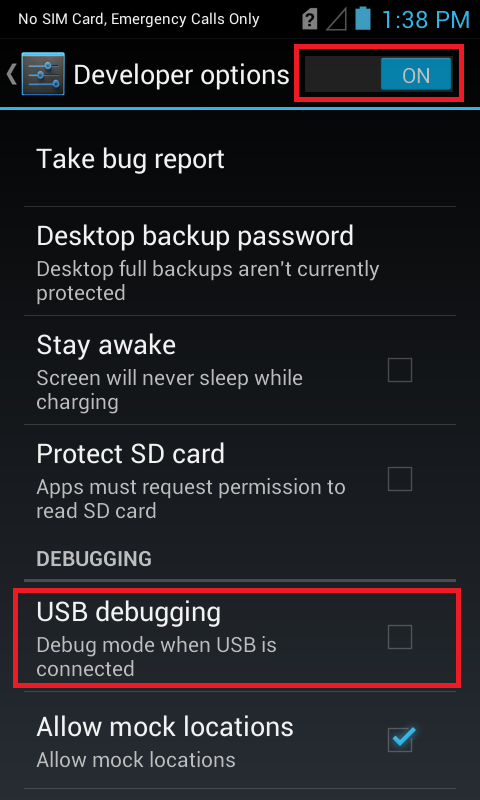 No SIM Card, Emergency Calls Only
1:38 PM
Developer options
ON
Take bug report
Desktop backup password
Desktop full backups aren't currently
protected
Stay awake
Screen will never sleep while
charging
Protect SD card
Apps must request permission to
read SD card
DEBUGGING
USB debugging
Debug mode when USB is
connected
Allow mock locations
Allow mock locations